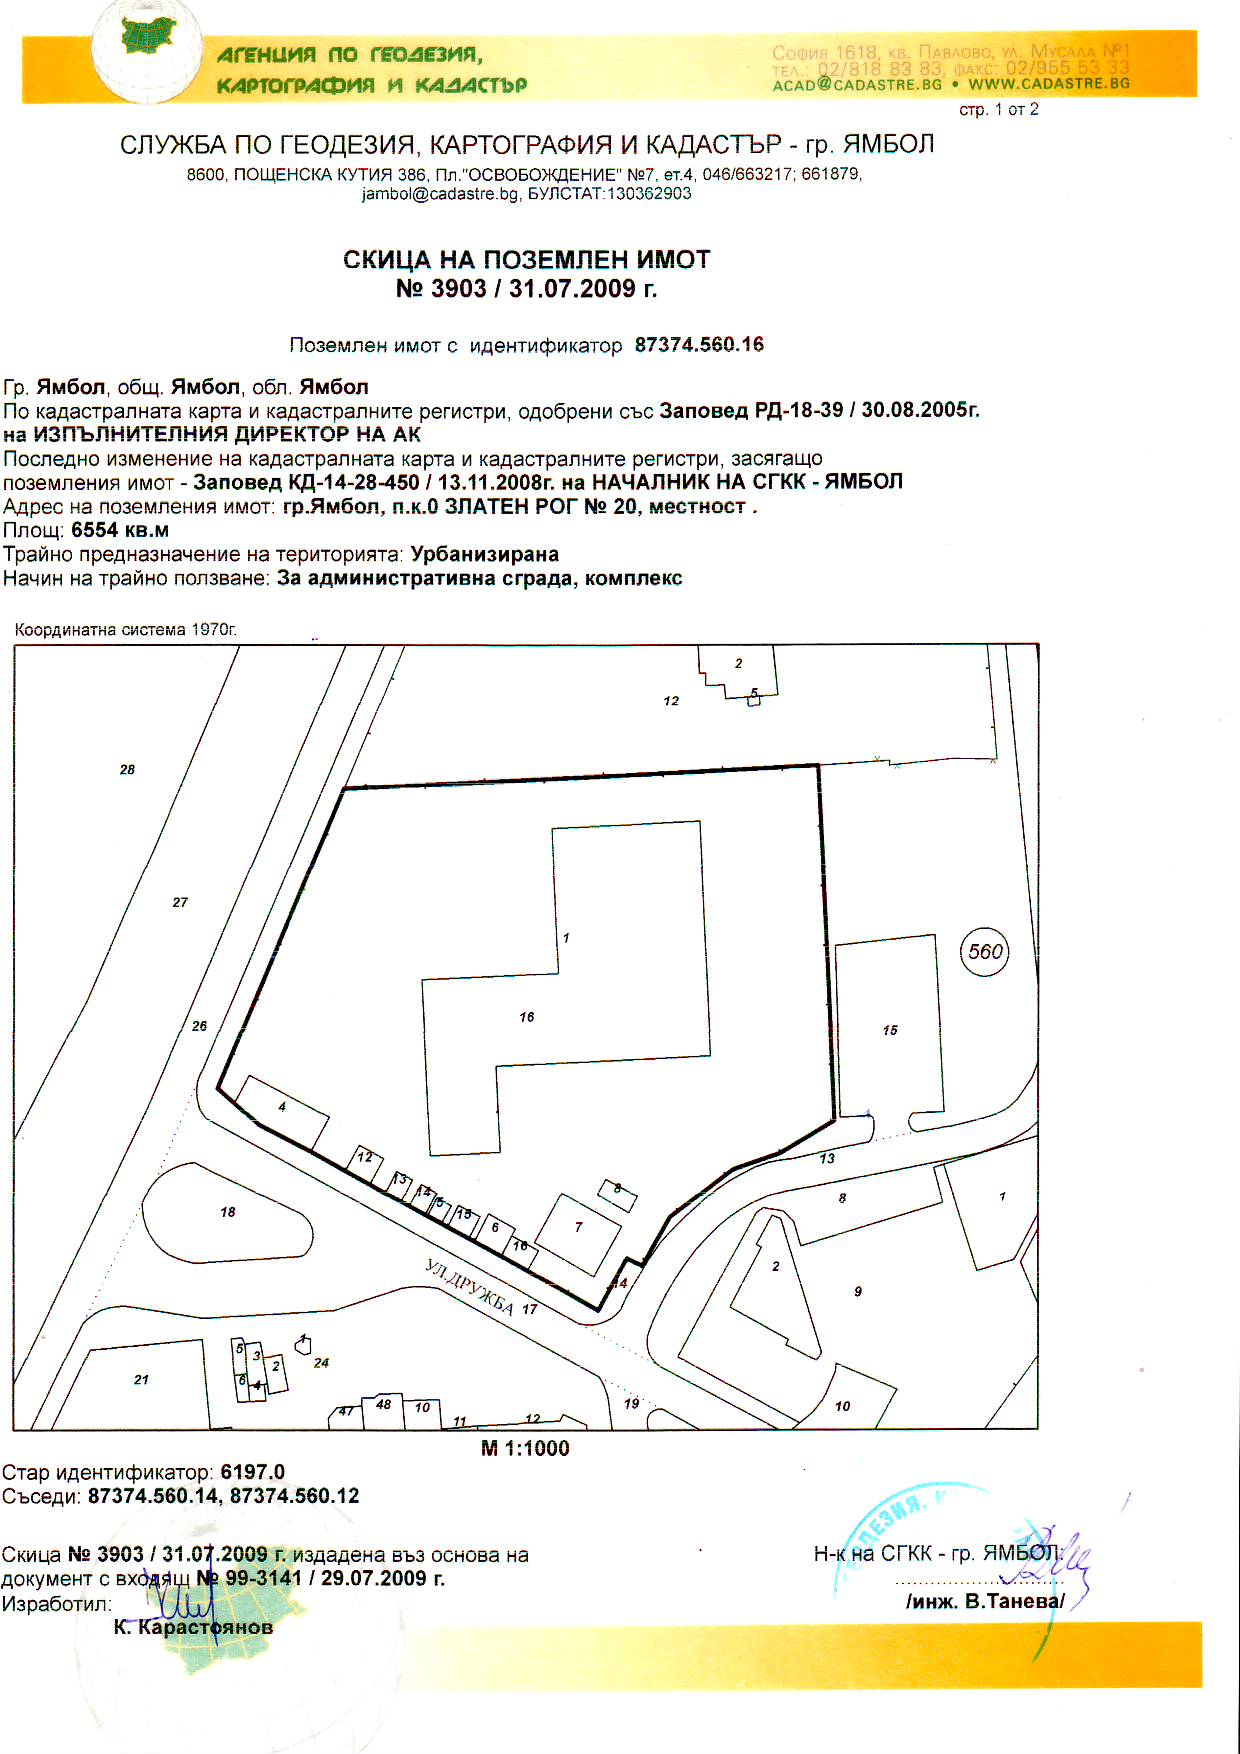 АГЕНЦИЯ ПО ГЕОДЕЗИЯ,
КАРТОГРАФИЯ И КАДАСТЪР
София 1618, кв. Павлово, ул. Мусала №1
тел.: 02/818 83 83, факс: 02/955 53 33
ACAD@CADASTRE.BG • WWW.CADASTRE.BG
стр. 1 от 2
СЛУЖБА ПО ГЕОДЕЗИЯ, КАРТОГРАФИЯ И КАДАСТЪР - гр. ЯМБОЛ
8600, ПОЩЕНСКА КУТИЯ 386, Пл."ОСВОБОЖДЕНИЕ" №7, ет.4, 046/663217; 661879,
jambol@cadastre.bg, БУЛСТАТ:130362903
СКИЦА НА ПОЗЕМЛЕН ИМОТ
№ 3903 / 31.07.2009 г.
Поземлен имот с идентификатор 87374.560.16
Гр. Ямбол, общ. Ямбол, обл. Ямбол
По кадастралната карта и кадастралните регистри, одобрени със Заповед РД-18-39 / 30.08.2005г.
на ИЗПЪЛНИТЕЛНИЯ ДИРЕКТОР НА АК
Последно изменение на кадастралната карта и кадастралните регистри, засягащо
поземления имот - Заповед КД-14-28-450 / 13.11.2008г. на НАЧАЛНИК НА СГКК - ЯМБОЛ
Адрес на поземления имот: гр.Ямбол, п.к.0 ЗЛАТЕН РОГ № 20, местност .
Площ: 6554 кв.м
Трайно предназначение на територията: Урбанизирана
Начин на трайно ползване: За административна сграда, комплекс
Координатна система 1970г.
2
5
12
28
27
1
560
16
15
26
4
12
13
14
5
15
6
16
8
7
13
8
1
18
УЛ.ДРУЖБА 17
14
2
9
5
3
1
2
24
6
4
21
47
48
10
11
12
19
10
М 1:1000
Стар идентификатор: 6197.0
Съседи: 87374.560.14, 87374.560.12
Скица № 3903 / 31.07.2009 г. издадена въз основа на
документ с входящ № 99-3141 / 29.07.2009 г.
Изработил:
К. Карастоянов
ГЕОДЕЗИЯ, К
Н-к на СГКК - гр. ЯМБОЛ:
/инж. В.Танева/